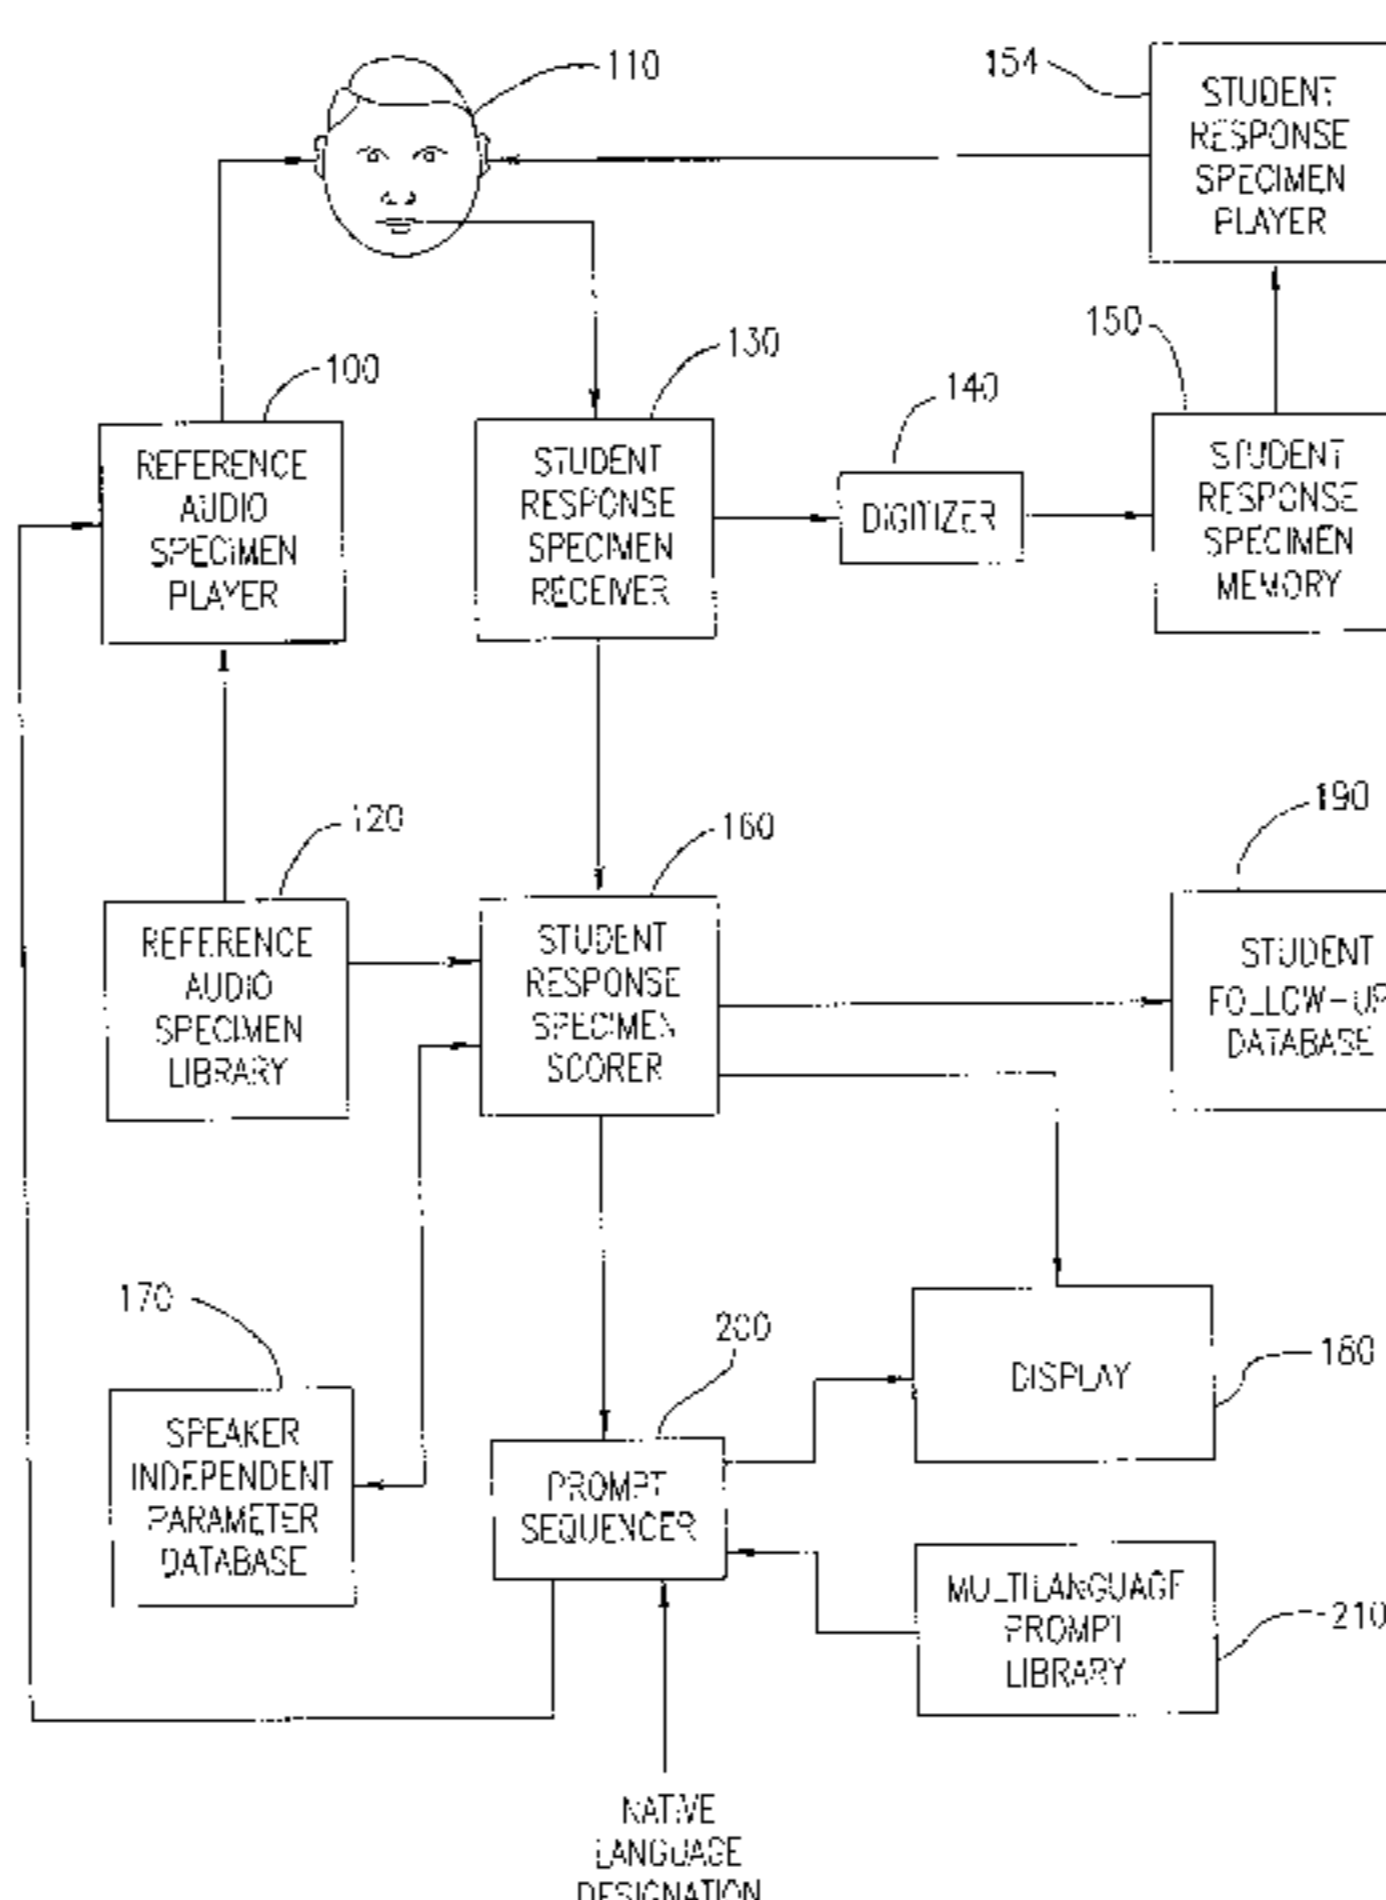 110
154
STUDENT
RESPONSE
SPECIMEN
PLAYER
100
130
140
150
REFERENCE
AUDIO
SPECIMEN
PLAYER
STUDENT
RESPONSE
SPECIMEN
RECEIVER
DIGITIZER
STUDENT
RESPONSE
SPECIMEN
MEMORY
120
160
190
REFERENCE
AUDIO
SPECIMEN
LIBRARY
STUDENT
RESPONSE
SPECIMEN
SCORER
STUDENT
FOLLOW-UP
DATABASE
170
200
180
SPEAKER
INDEPENDENT
PARAMETER
DATABASE
PROMPT
SEQUENCER
DISPLAY
MULTILANGUAGE
PROMPT
LIBRARY
210
NATIVE
LANGUAGE
DESIGNATION